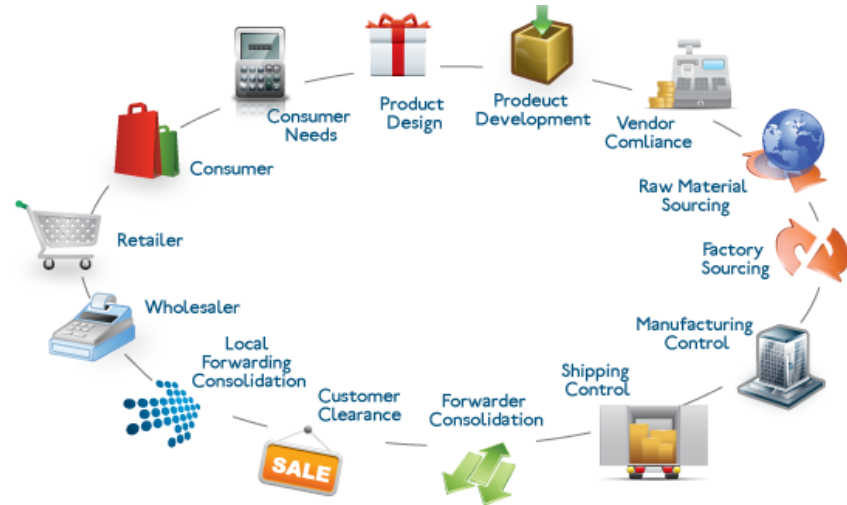 Consumer
Needs
Product
Design
Prodeuct
Development
Vendor
Comliance
Raw Material
Sourcing
Factory
Sourcing
Manufacturing
Control
Shipping
Control
Forwarder
Consolidation
Customer
Clearance
SALE
Local
Forwarding
Consolidation
Wholesaler
Retailer
Consumer